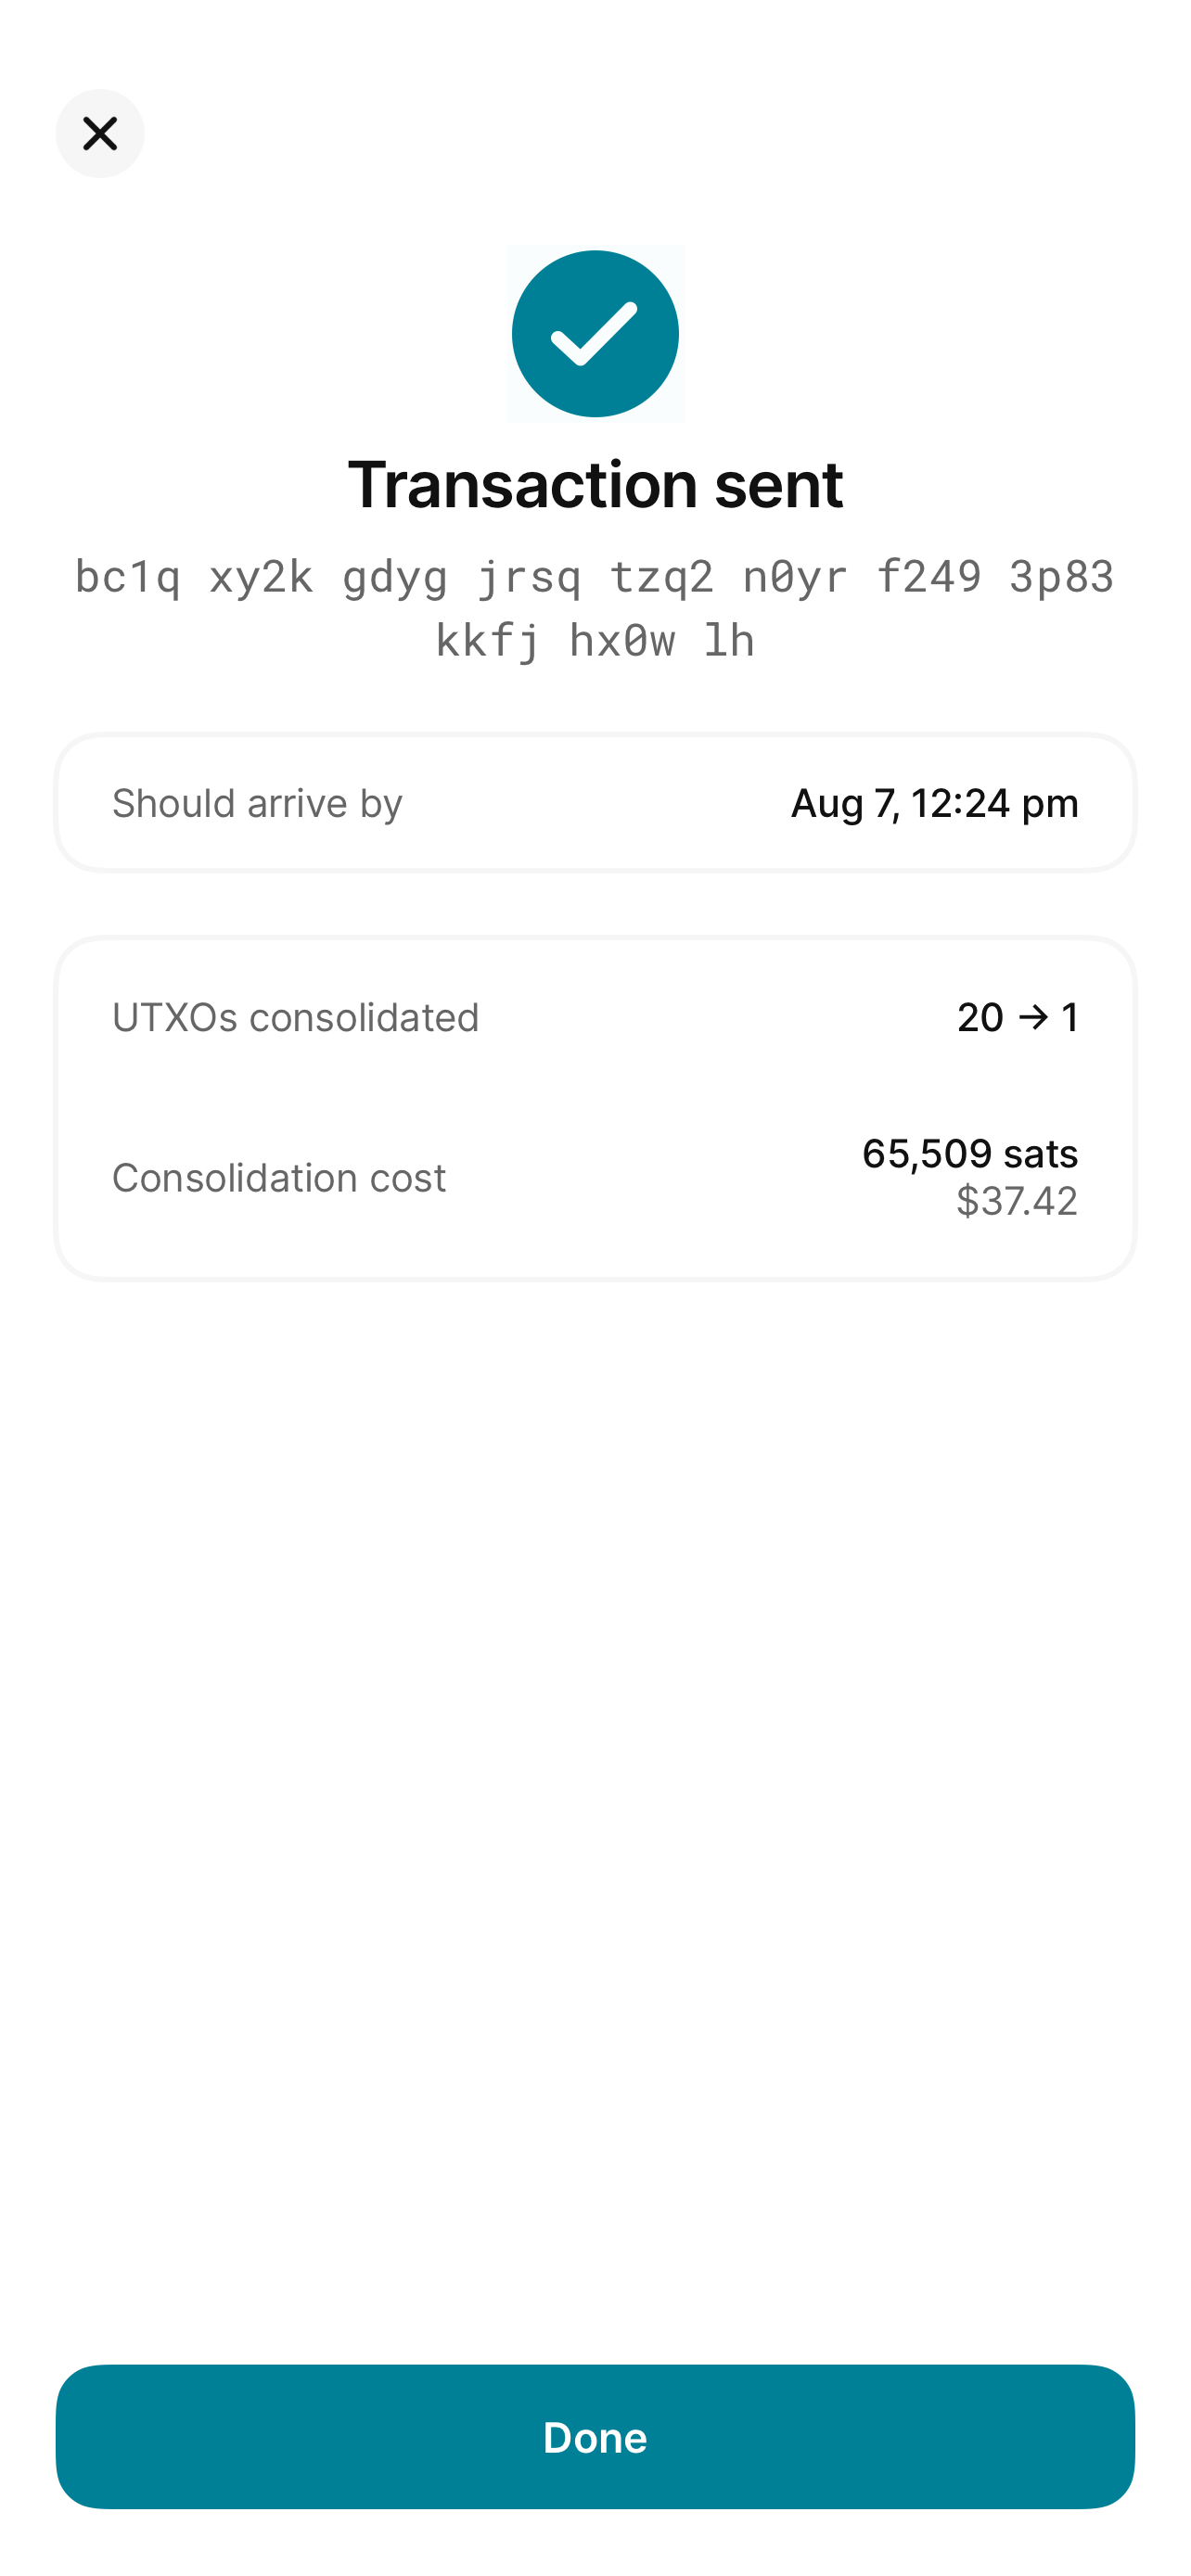 Transaction sent
bc1q xy2k gdyg jrsq tzq2 n0yr f249 3p83
kkfj hx0w lh
Should arrive by Aug 7, 12:24 pm
UTXOs consolidated 20 → 1
Consolidation cost 65,509 sats
$37.42
Done